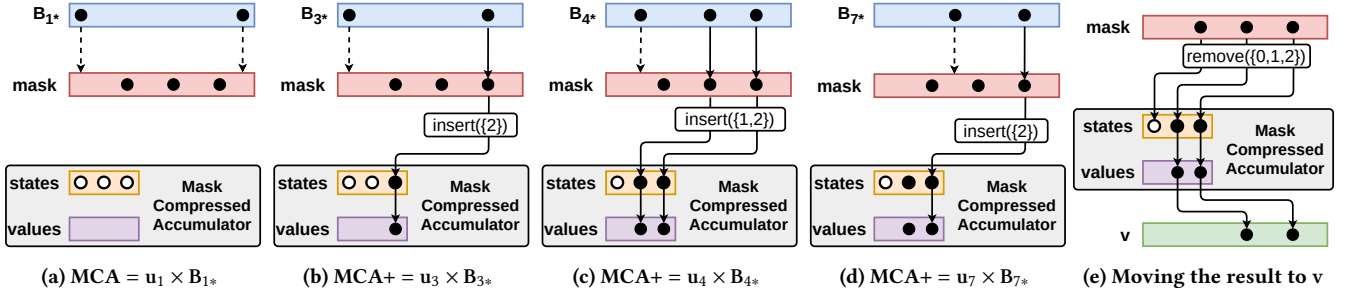 B1*
mask
states
values
Mask
Compressed
Accumulator
(a) MCA = u1 × B1*
B3*
mask
insert({2})
states
values
Mask
Compressed
Accumulator
(b) MCA+ = u3 × B3*
B4*
mask
insert({1,2})
states
values
Mask
Compressed
Accumulator
(c) MCA+ = u4 × B4*
B7*
mask
insert({2})
states
values
Mask
Compressed
Accumulator
(d) MCA+ = u7 × B7*
mask
remove({0,1,2})
states
values
Mask
Compressed
Accumulator
v
(e) Moving the result to v